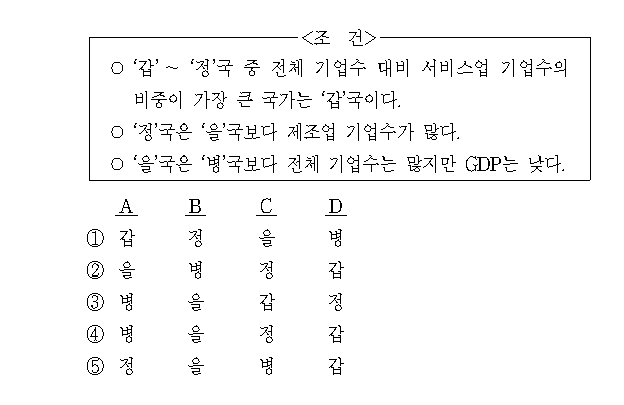 <조 건>
○ ‘갑’ ~ ‘정’국 중 전체 기업수 대비 서비스업 기업수의
비중이 가장 큰 국가는 ‘갑’국이다.
○ ‘정’국은 ‘을’국보다 제조업 기업수가 많다.
○ ‘을’국은 ‘병’국보다 전체 기업수는 많지만 GDP는 낮다.
A B C D
① 갑 정 을 병
② 을 병 정 갑
③ 병 을 갑 정
④ 병 을 정 갑
⑤ 정 을 병 갑